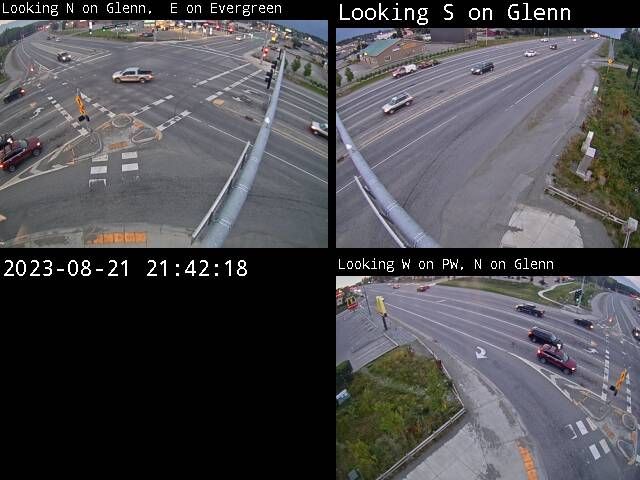 Looking N on Glenn, E on Evergreen
Looking S on Glenn
2023-08-21 21:42:18
Looking W on PW, N on Glenn